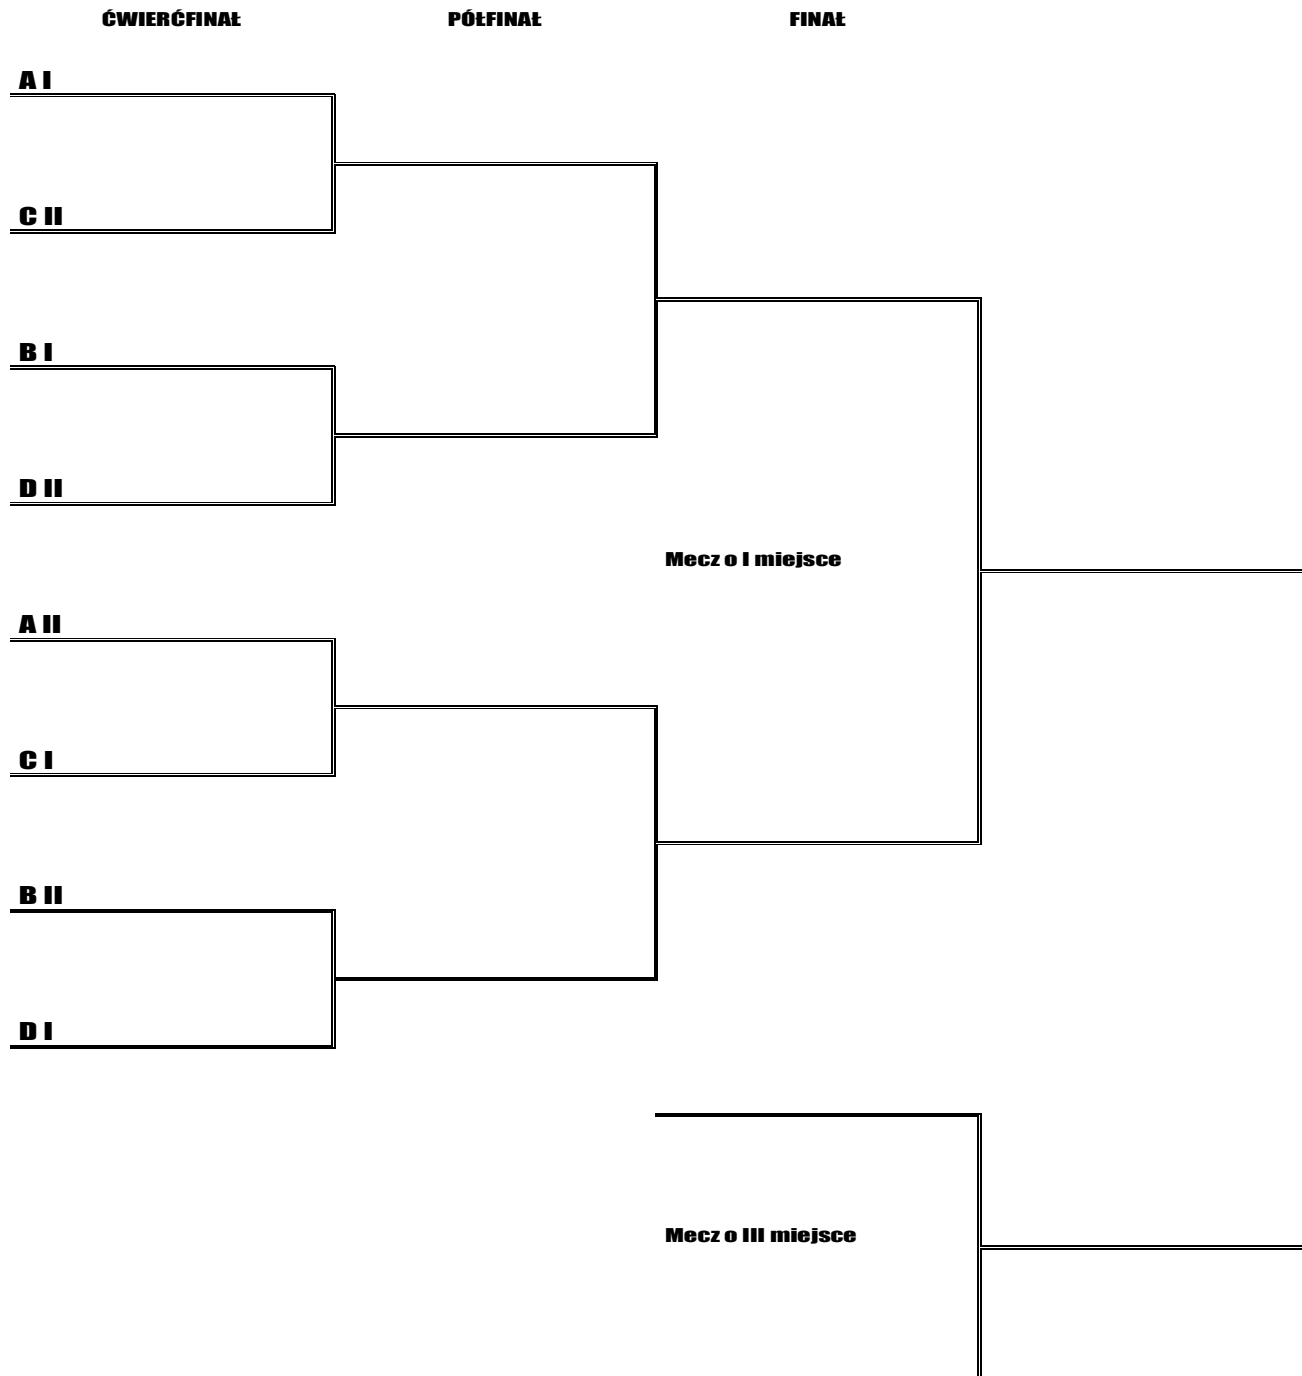 ĆWIERĆFINAŁ PÓŁFINAŁ FINAŁ
A I
C II
B I
D II
Mecz o I miejsce
A II
C I
B II
D I
Mecz o III miejsce